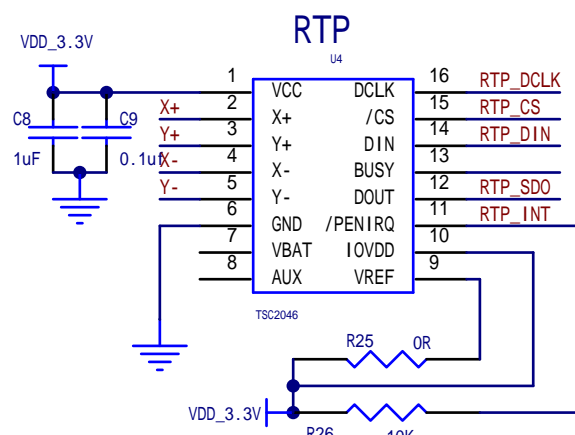 RTP
U4
VDD_3.3V
1 VCC DCLK 16 RTP_DCLK
X+ 2 X+ /CS 15 RTP_CS
C8 C9 Y+ 3 Y+ DIN 14 RTP_DIN
1uF 0.1uf X- 4 X- BUSY 13
Y- 5 Y- DOUT 12 RTP_SDO
6 GND /PENIRQ 11 RTP_INT
7 VBAT IOVDD 10
8 AUX VREF 9
TSC2046
R25 0R
VDD_3.3V
R26 10K